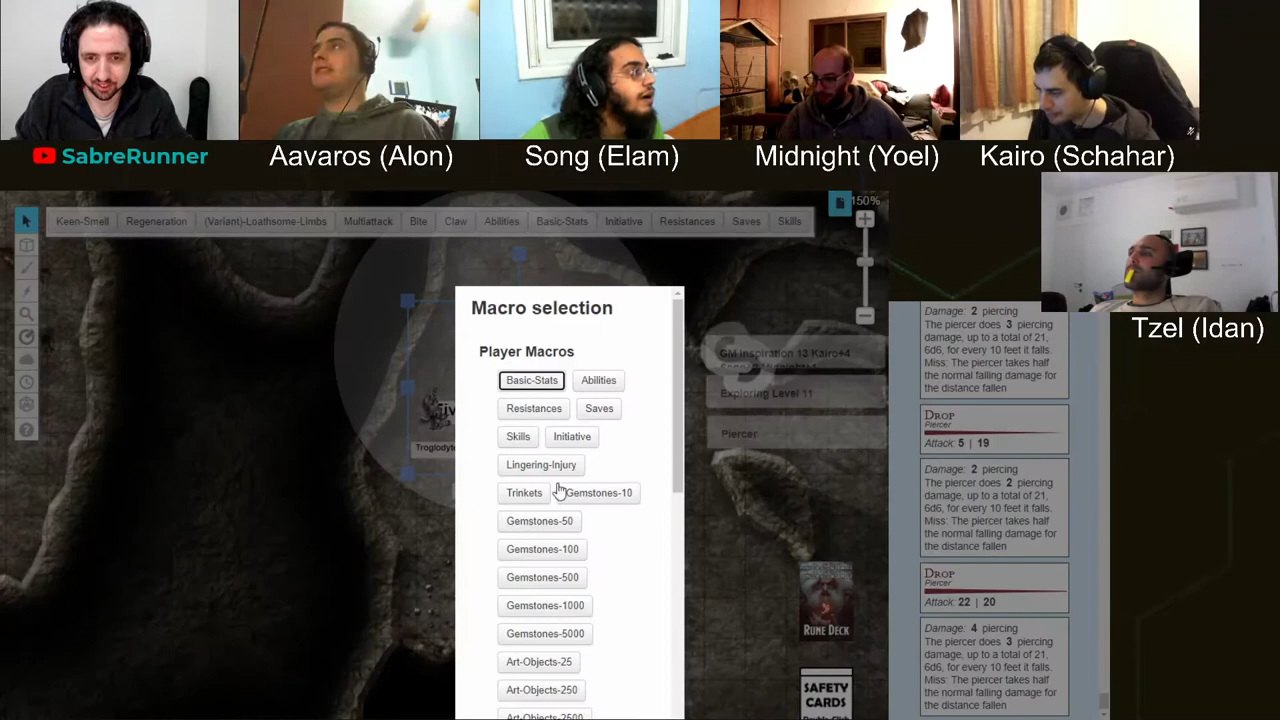 SabreRunner
Aavaros (Alon)
Song (Elam)
Midnight (Yoel)
Kairo (Schahar)
Tzel (Idan)
Keen-Smell Regeneration (Variant)-Loathsome-Limbs Multiattack Bite Claw Abilities Basic-Stats Initiative Resistances Saves Skills
150%
Macro selection
Player Macros
Basic-Stats Abilities
Resistances Saves
Skills Initiative
Lingering-Injury
Trinkets Gemstones-10
Gemstones-50
Gemstones-100
Gemstones-500
Gemstones-1000
Gemstones-5000
Art-Objects-25
Art-Objects-250
Art-Objects-2500
GM Inspiration 13 Kairo+4
Exploring Level 11
Piercer
RUNE DECK
SAFETY
CARDS
Damage: 2 piercing
The piercer does 3 piercing
damage, up to a total of 21,
6d6, for every 10 feet it falls.
Miss: The piercer takes half
the normal falling damage for
the distance fallen
DROP
Piercer
Attack: 5 | 19
Damage: 2 piercing
The piercer does 2 piercing
damage, up to a total of 21,
6d6, for every 10 feet it falls.
Miss: The piercer takes half
the normal falling damage for
the distance fallen
DROP
Piercer
Attack: 22 | 20
Damage: 4 piercing
The piercer does 3 piercing
damage, up to a total of 21,
6d6, for every 10 feet it falls.
Miss: The piercer takes half
the normal falling damage for
the distance fallen